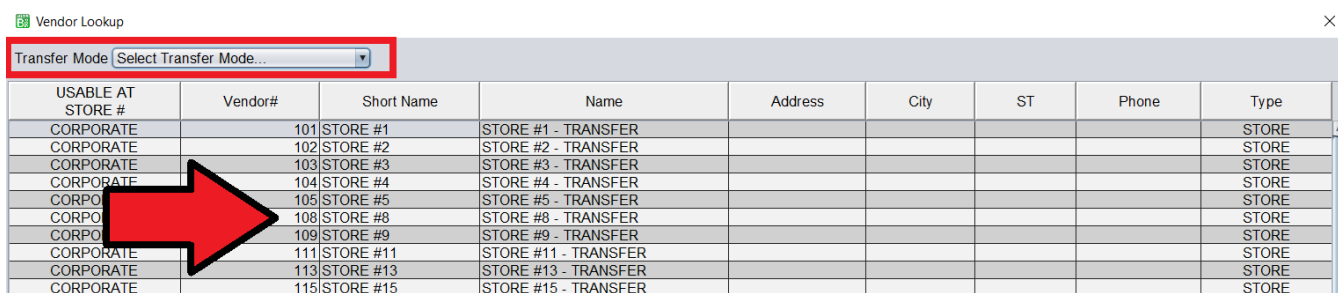 Vendor Lookup
Transfer Mode Select Transfer Mode...
USABLE AT STORE # Vendor# Short Name Name Address City ST Phone Type
CORPORATE 101 STORE #1 STORE #1 - TRANSFER STORE
CORPORATE 102 STORE #2 STORE #2 - TRANSFER STORE
CORPORATE 103 STORE #3 STORE #3 - TRANSFER STORE
CORPORATE 104 STORE #4 STORE #4 - TRANSFER STORE
105 STORE #5 STORE #5 - TRANSFER STORE
108 STORE #8 STORE #8 - TRANSFER STORE
109 STORE #9 STORE #9 - TRANSFER STORE
CORPORATE 111 STORE #11 STORE #11 - TRANSFER STORE
CORPORATE 113 STORE #13 STORE #13 - TRANSFER STORE
CORPORATE 115 STORE #15 STORE #15 - TRANSFER STORE